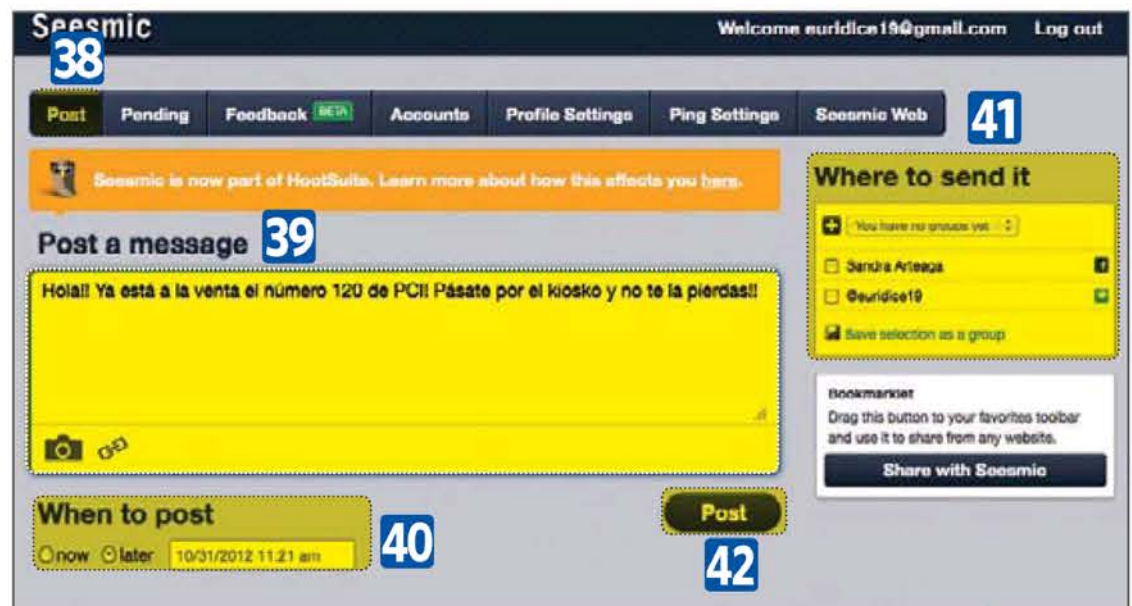 Seesmic
Welcome euridice19@gmail.com Log out
38
Post Pending Feedback BETA Accounts Profile Settings Ping Settings Seesmic Web
41
Seesmic is now part of HootSuite. Learn more about how this affects you here.
Where to send it
Post a message 39
You have no groups yet
Hola!! Ya está a la venta el número 120 de PCI! Pásate por el kiosko y no te la pierdas!!
Sandra Arteaga
@euridice19
Save selection as a group
Bookmarklet
Drag this button to your favorites toolbar
and use it to share from any website.
Share with Seesmic
When to post
now later 10/31/2012 11:21 am
40
Post
42